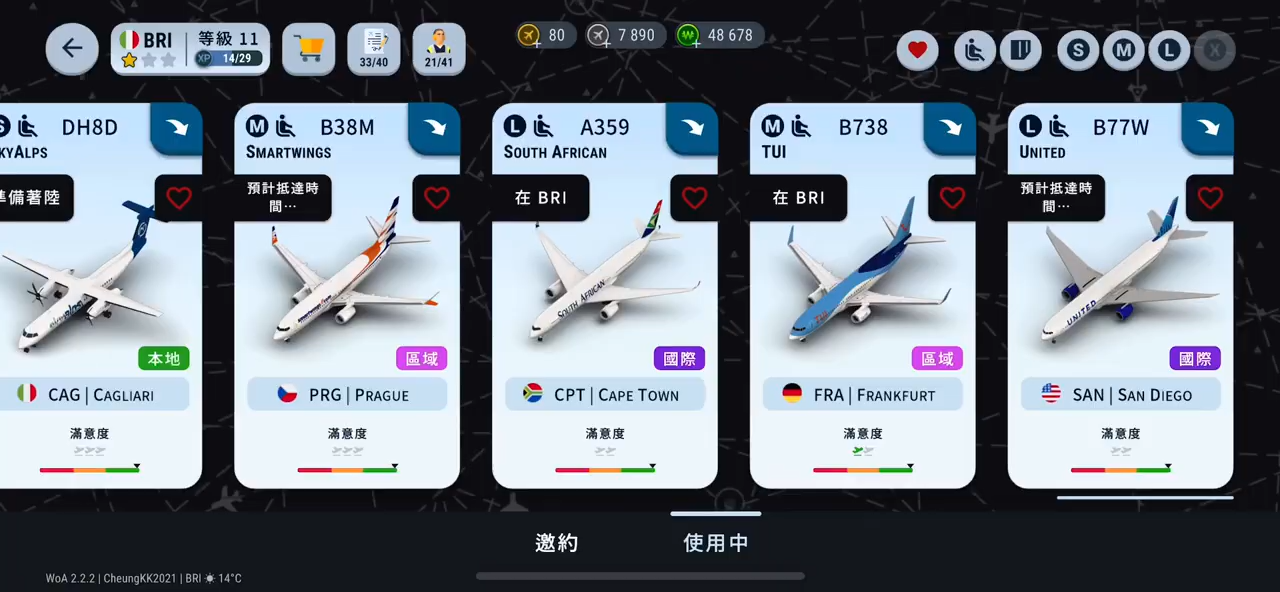 BRI
等級 11
XP 14/29
33/40
21/41
80
7 890
48 678
S
M
L
X
DH8D
KYALPS
準備著陸
本地
CAG | CAGLIARI
滿意度
M
B38M
SMARTWINGS
預計抵達時
間…
區域
PRG | PRAGUE
滿意度
L
A359
SOUTH AFRICAN
在 BRI
SOUTH AFRICAN
國際
CPT | CAPE TOWN
滿意度
M
B738
TUI
在 BRI
TUI
區域
FRA | FRANKFURT
滿意度
L
B77W
UNITED
預計抵達時
間…
UNITED
國際
SAN | SAN DIEGO
滿意度
邀約
使用中
WoA 2.2.2 | CheungKK2021 | BRI 14°C